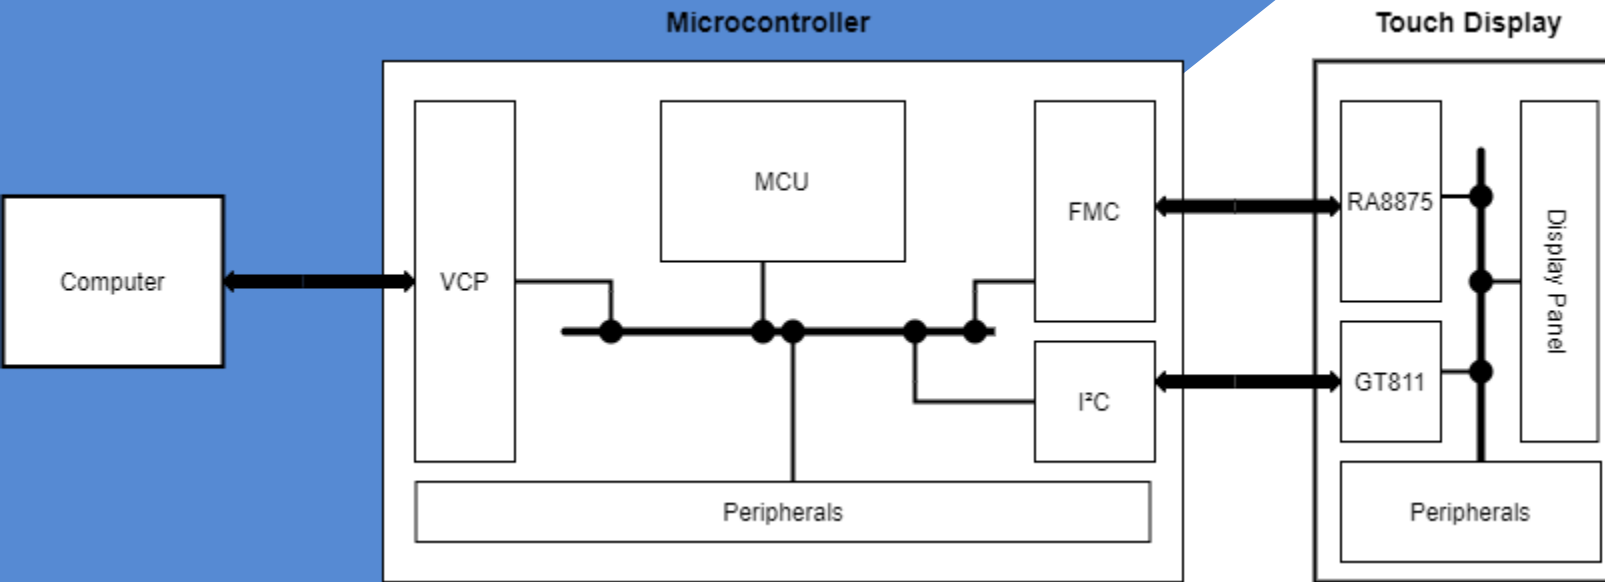 Microcontroller
Touch Display
Computer
VCP
MCU
FMC
I²C
Peripherals
RA8875
GT811
Display Panel
Peripherals